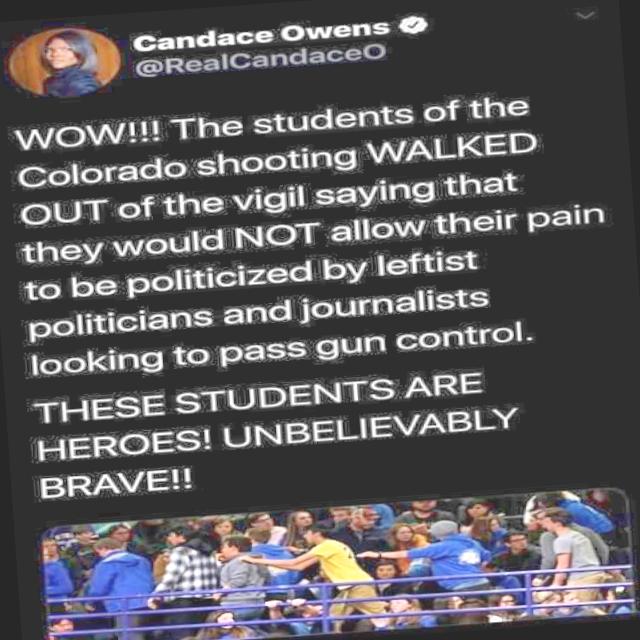 Candace Owens
@RealCandaceO
WOW!!! The students of the
Colorado shooting WALKED
OUT of the vigil saying that
they would NOT allow their pain
to be politicized by leftist
politicians and journalists
looking to pass gun control.
THESE STUDENTS ARE
HEROES! UNBELIEVABLY
BRAVE!!